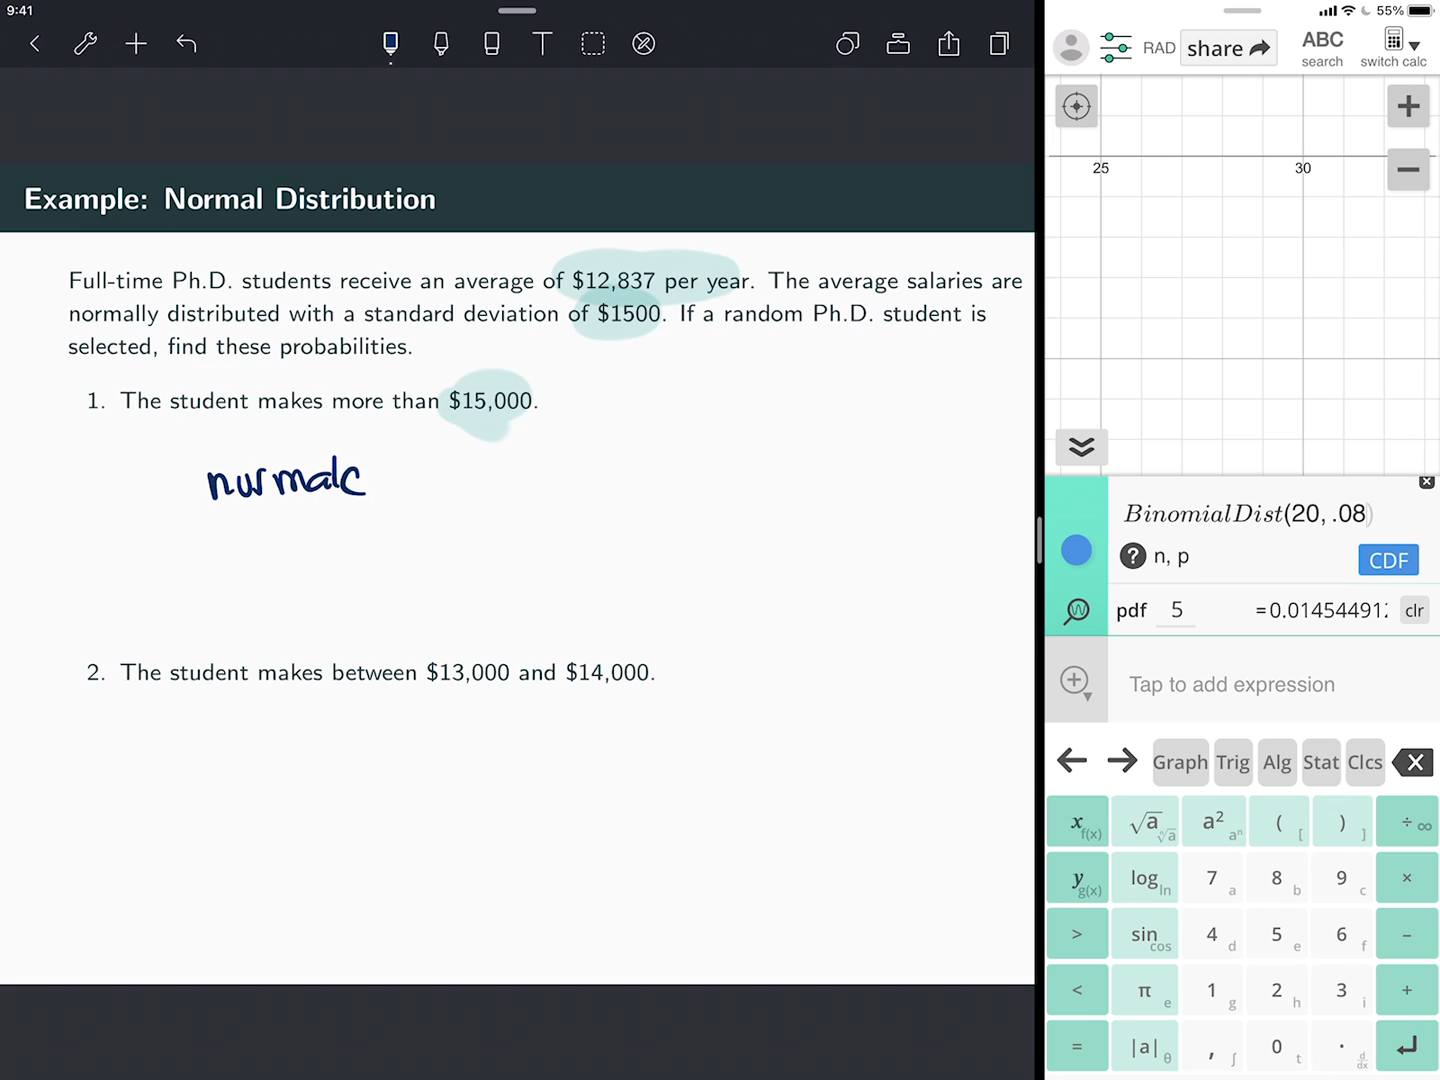 9:41
55%
RAD
share
ABC
search
switch calc
Example: Normal Distribution
25
30
Full-time Ph.D. students receive an average of $12,837 per year. The average salaries are
normally distributed with a standard deviation of $1500. If a random Ph.D. student is
selected, find these probabilities.
1. The student makes more than $15,000.
normalc
2. The student makes between $13,000 and $14,000.
BinomialDist(20, .08)
? n, p
CDF
pdf 5 =0.014544912 clr
Tap to add expression
Graph Trig Alg Stat Clcs
x f(x) √a ⁿ√a a² aⁿ ( [ ) ] ÷ ∞
y g(x) log ln 7 a 8 b 9 c ×
> sin cos 4 d 5 e 6 f −
< π e 1 g 2 h 3 i +
= |a| θ , ∫ 0 t . d/dx